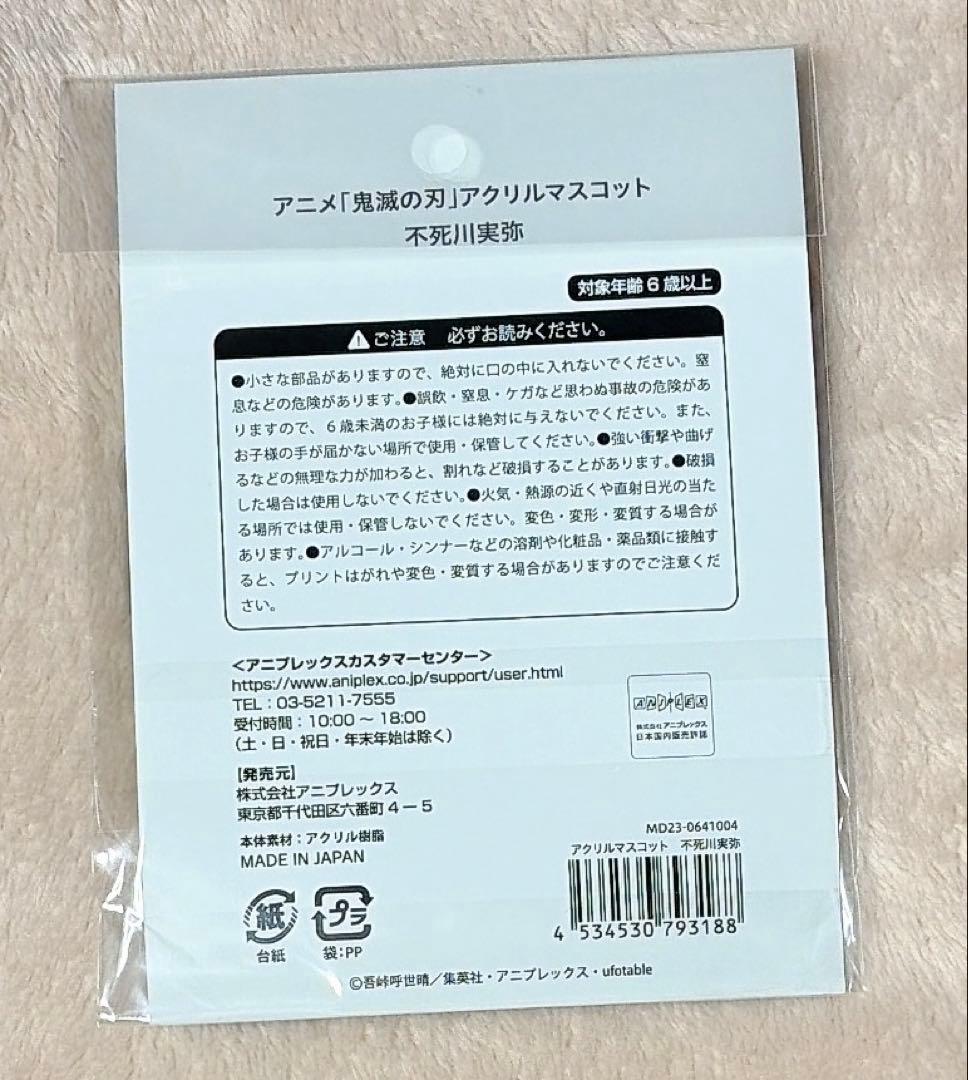 アニメ「鬼滅の刃」アクリルマスコット
不死川実弥
対象年齢6歳以上
⚠ご注意 必ずお読みください。
●小さな部品がありますので、絶対に口の中に入れないでください。窒
息などの危険があります。●誤飲・窒息・ケガなど思わぬ事故の危険があ
りますので、6歳未満のお子様には絶対に与えないでください。また、
お子様の手が届かない場所で使用・保管してください。●強い衝撃や曲げ
るなどの無理な力が加わると、割れなど破損することがあります。●破損
した場合は使用しないでください。●火気・熱源の近くや直射日光の当た
る場所では使用・保管しないでください。変色・変形・変質する場合が
あります。●アルコール・シンナーなどの溶剤や化粧品・薬品類に接触す
ると、プリントはがれや変色・変質する場合がありますのでご注意くだ
さい。
<アニプレックスカスタマーセンター>
https://www.aniplex.co.jp/support/user.html
TEL:03-5211-7555
受付時間:10:00～18:00
(土・日・祝日・年末年始は除く)
ANIPLEX
株式会社アニプレックス
日本国内販売許諾
[発売元]
株式会社アニプレックス
東京都千代田区六番町4-5
本体素材:アクリル樹脂
MADE IN JAPAN
MD23-0641004
アクリルマスコット 不死川実弥
4 534530 793188
紙
台紙
プラ
袋:PP
©吾峠呼世晴/集英社・アニプレックス・ufotable